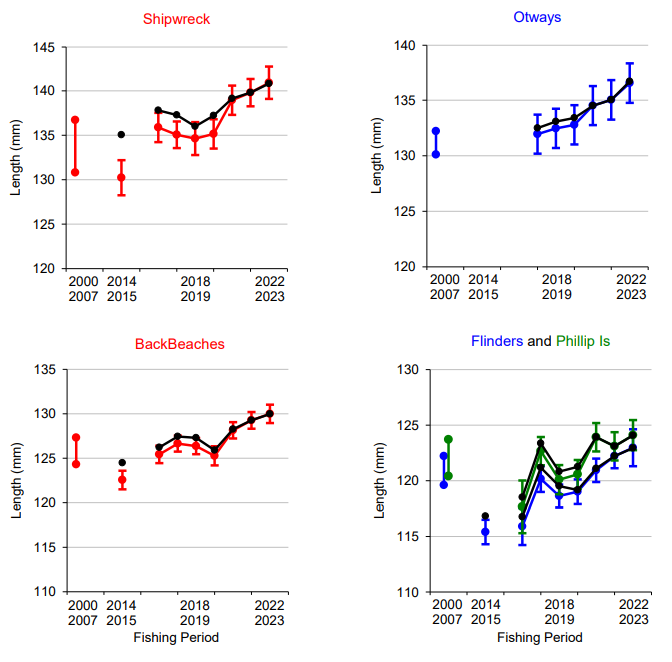 Shipwreck
Length (mm)
145
140
135
130
125
120
2000 2014 2018 2022
2007 2015 2019 2023
Otways
Length (mm)
140
135
130
125
120
2000 2014 2018 2022
2007 2015 2019 2023
BackBeaches
Length (mm)
135
130
125
120
115
110
2000 2014 2018 2022
2007 2015 2019 2023
Fishing Period
Flinders and Phillip Is
Length (mm)
130
125
120
115
110
2000 2014 2018 2022
2007 2015 2019 2023
Fishing Period